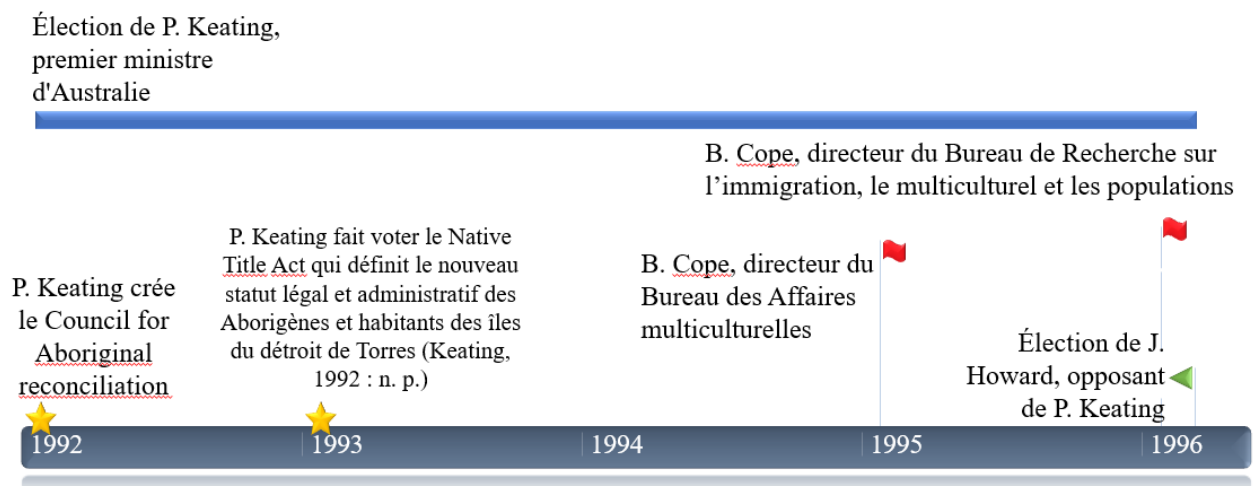 Élection de P. Keating,
premier ministre
d'Australie
B. Cope, directeur du Bureau de Recherche sur
l’immigration, le multiculturel et les populations
P. Keating fait voter le Native
Title Act qui définit le nouveau
statut légal et administratif des
Aborigènes et habitants des îles
du détroit de Torres (Keating,
1992 : n. p.)
B. Cope, directeur du
Bureau des Affaires
multiculturelles
P. Keating crée
le Council for
Aboriginal
reconciliation
Élection de J.
Howard, opposant
de P. Keating
1992
1993
1994
1995
1996